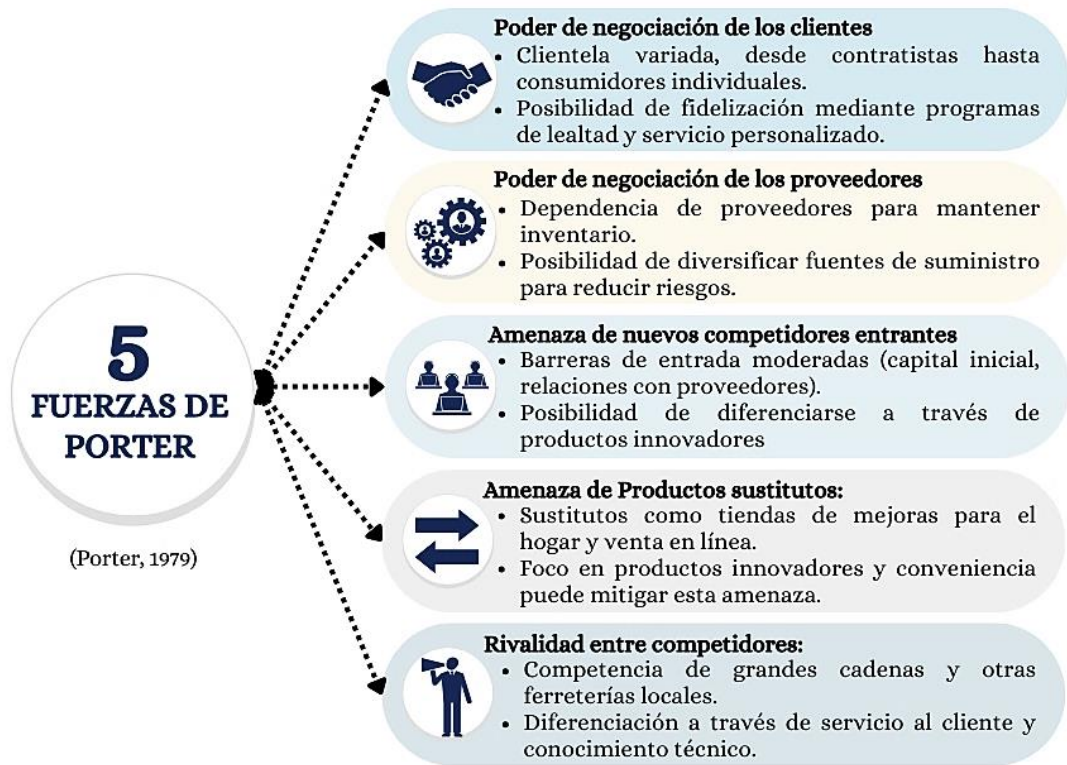 5
FUERZAS DE
PORTER
(Porter, 1979)
Poder de negociación de los clientes
• Clientela variada, desde contratistas hasta
consumidores individuales.
• Posibilidad de fidelización mediante programas
de lealtad y servicio personalizado.
Poder de negociación de los proveedores
• Dependencia de proveedores para mantener
inventario.
• Posibilidad de diversificar fuentes de suministro
para reducir riesgos.
Amenaza de nuevos competidores entrantes
• Barreras de entrada moderadas (capital inicial,
relaciones con proveedores).
• Posibilidad de diferenciarse a través de
productos innovadores
Amenaza de Productos sustitutos:
• Sustitutos como tiendas de mejoras para el
hogar y venta en línea.
• Foco en productos innovadores y conveniencia
puede mitigar esta amenaza.
Rivalidad entre competidores:
• Competencia de grandes cadenas y otras
ferreterías locales.
• Diferenciación a través de servicio al cliente y
conocimiento técnico.